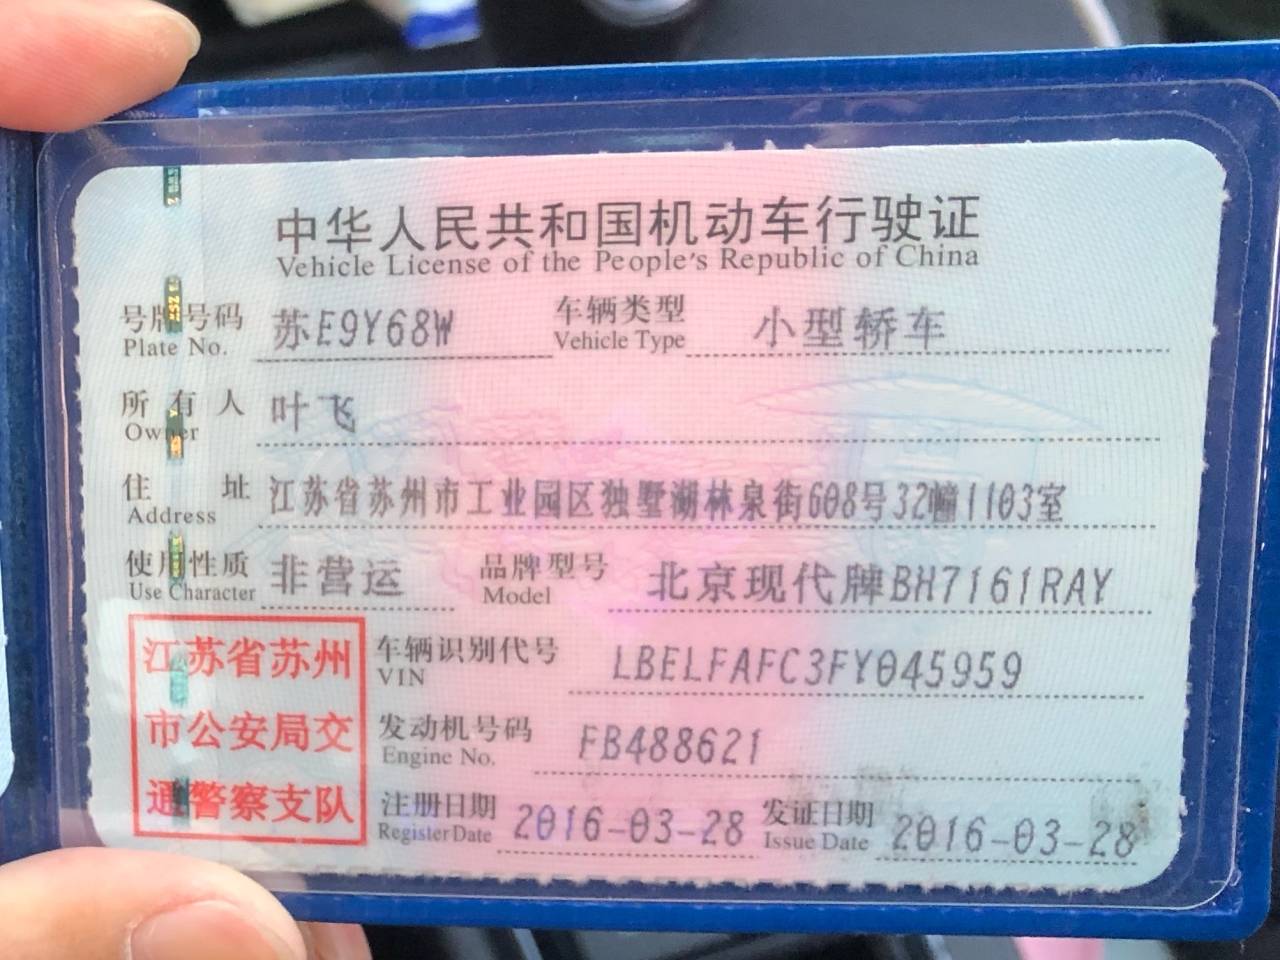 中华人民共和国机动车行驶证
Vehicle License of the People's Republic of China
号牌号码 苏E9Y68W 车辆类型 小型轿车
Plate No. Vehicle Type
所有人 叶飞
Owner
住址 江苏省苏州市工业园区独墅湖林泉街608号32幢1103室
Address
使用性质 非营运 品牌型号 北京现代牌BH7161RAY
Use Character Model
江苏省苏州
市公安局交
通警察支队
车辆识别代号 LBELFAFC3FY045959
VIN
发动机号码 FB488621
Engine No.
注册日期 2016-03-28 发证日期 2016-03-28
Register Date Issue Date